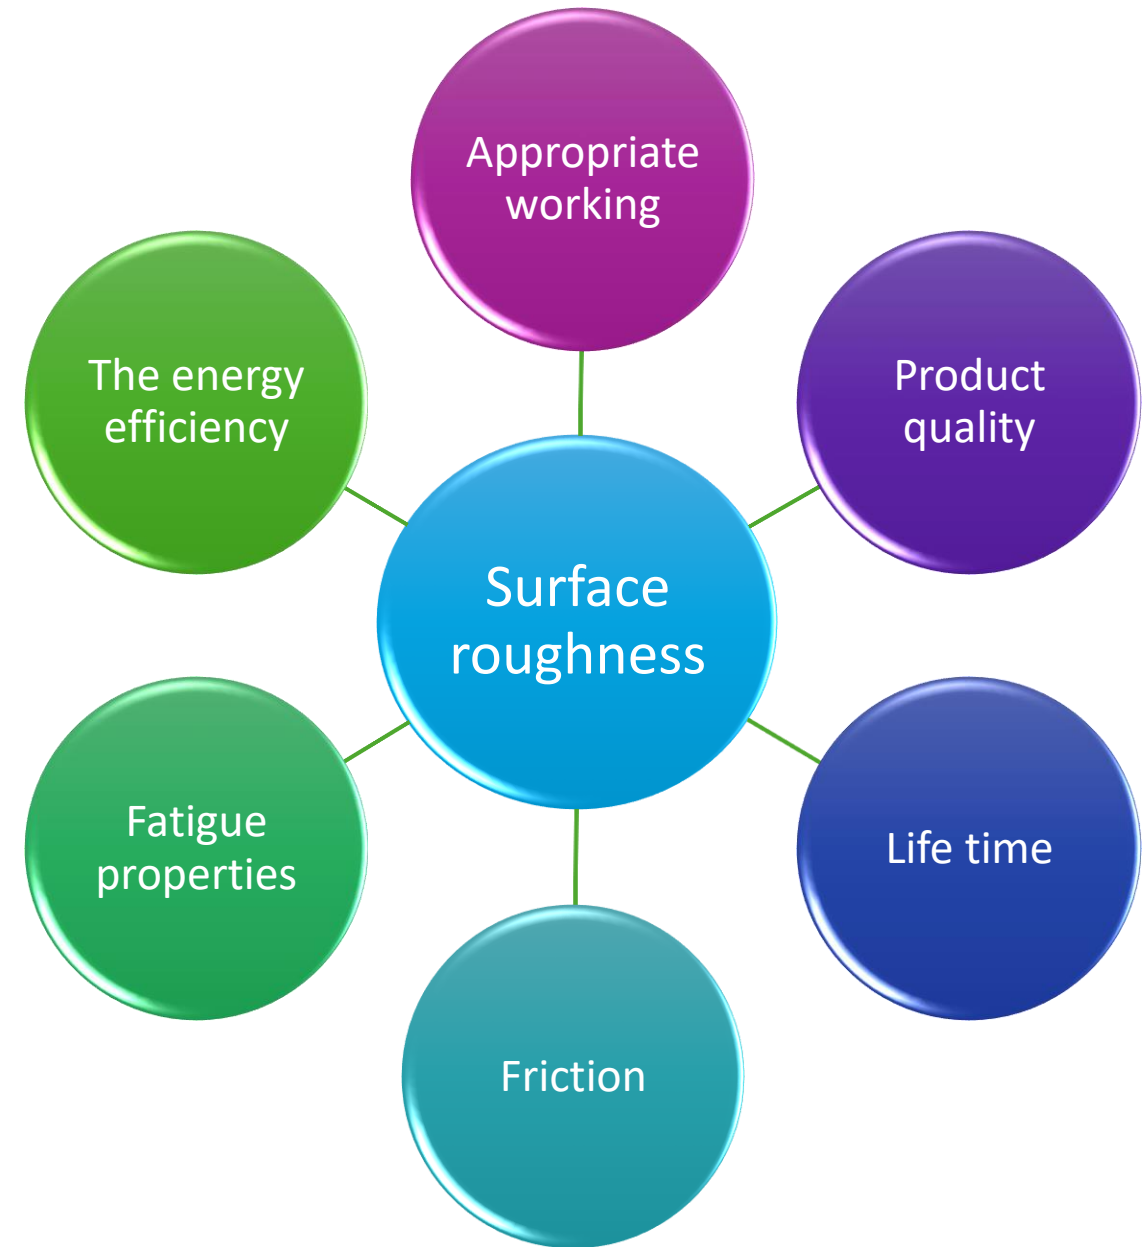 Appropriate
working
The energy
efficiency
Product
quality
Surface
roughness
Fatigue
properties
Life time
Friction